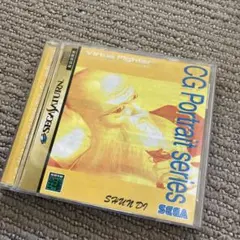 Virtua Fighter
CG Portrait series
SEGA SATURN
SHUN DI
SEGA